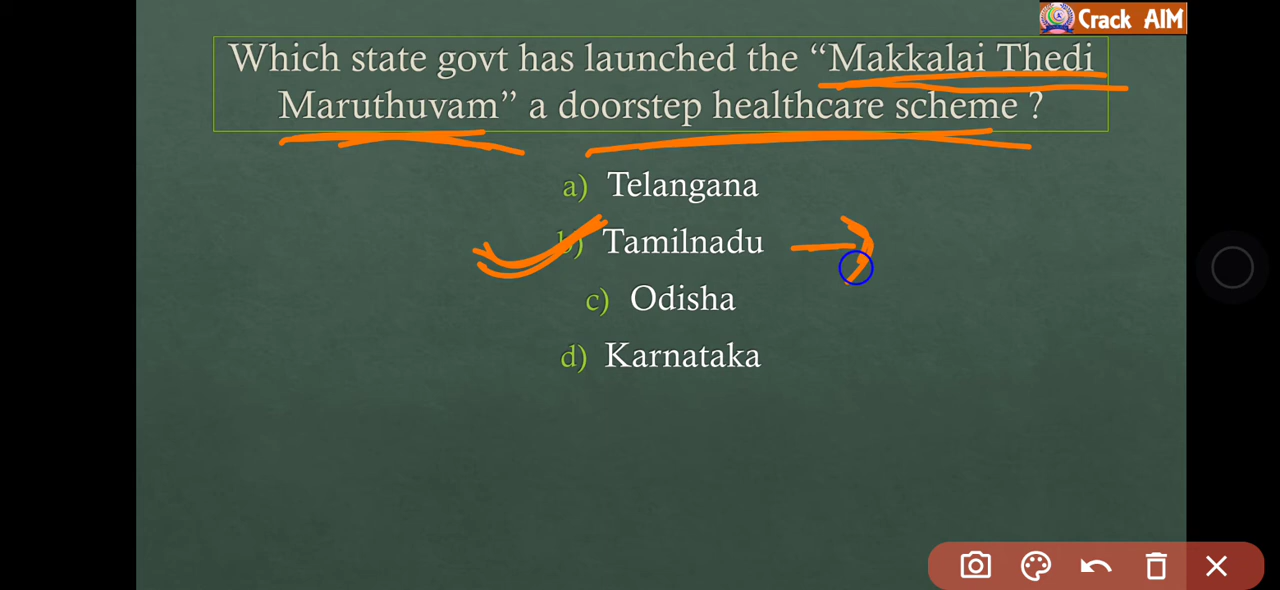 Crack AIM
Which state govt has launched the “Makkalai Thedi
Maruthuvam” a doorstep healthcare scheme ?
a) Telangana
b) Tamilnadu
c) Odisha
d) Karnataka